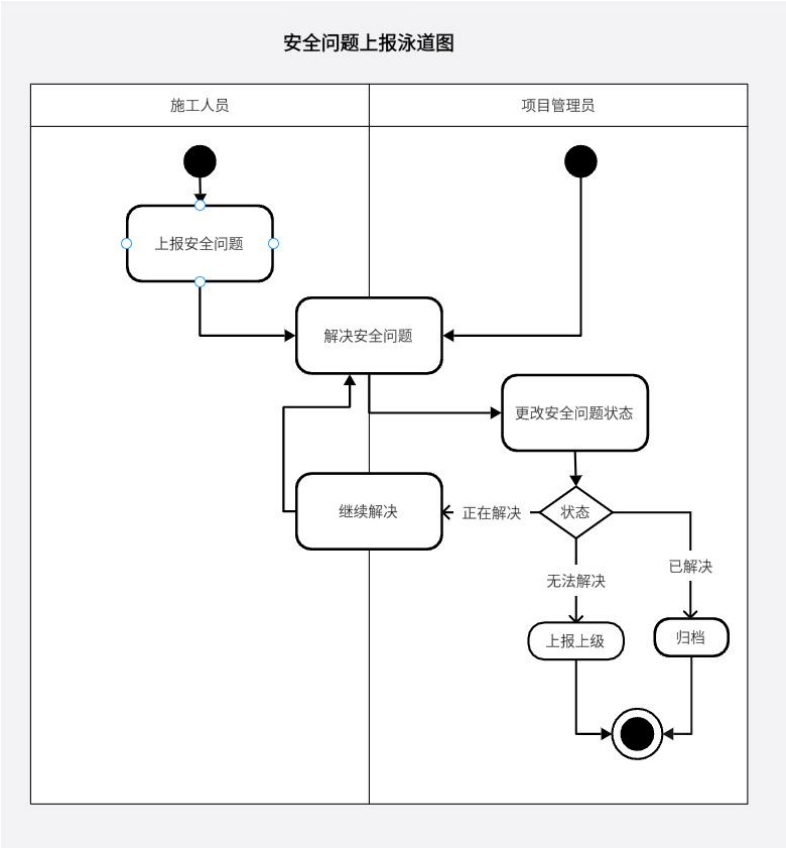 安全问题上报泳道图
施工人员
项目管理员
上报安全问题
解决安全问题
更改安全问题状态
继续解决
正在解决
状态
无法解决
已解决
上报上级
归档